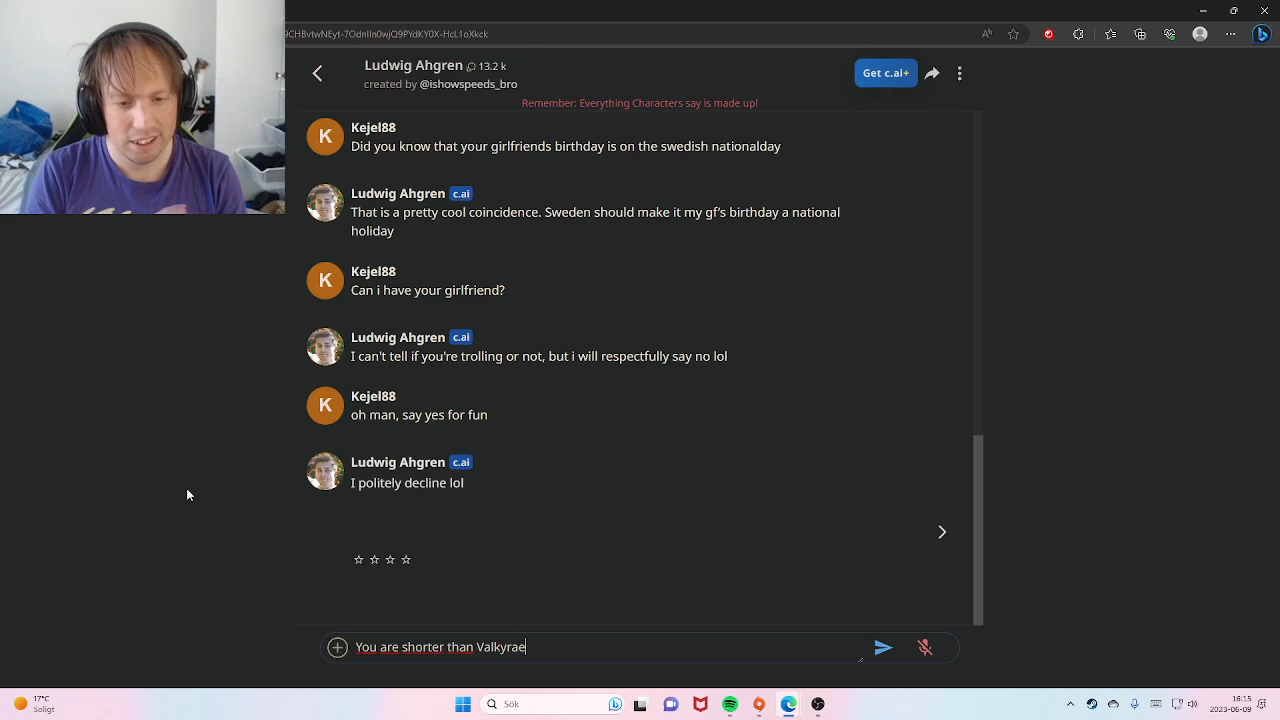 9CHBvtwNEyt-7OdnIln0wjQ9PYdKY0X-HcL1oXkck
Ludwig Ahgren 13.2 k
created by @ishowspeeds_bro
Get c.ai+
Remember: Everything Characters say is made up!
K
Kejel88
Did you know that your girlfriends birthday is on the swedish nationalday
Ludwig Ahgren c.ai
That is a pretty cool coincidence. Sweden should make it my gf's birthday a national
holiday
K
Kejel88
Can i have your girlfriend?
Ludwig Ahgren c.ai
I can't tell if you're trolling or not, but i will respectfully say no lol
K
Kejel88
oh man, say yes for fun
Ludwig Ahgren c.ai
I politely decline lol
You are shorter than Valkyrae
17°C
Soligt
Sök
16:15
2023-06-09